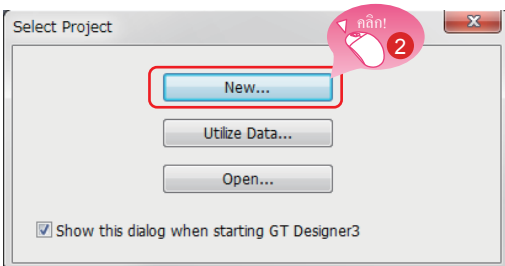 Select Project
คลิก!
2
New...
Utilize Data...
Open...
Show this dialog when starting GT Designer3